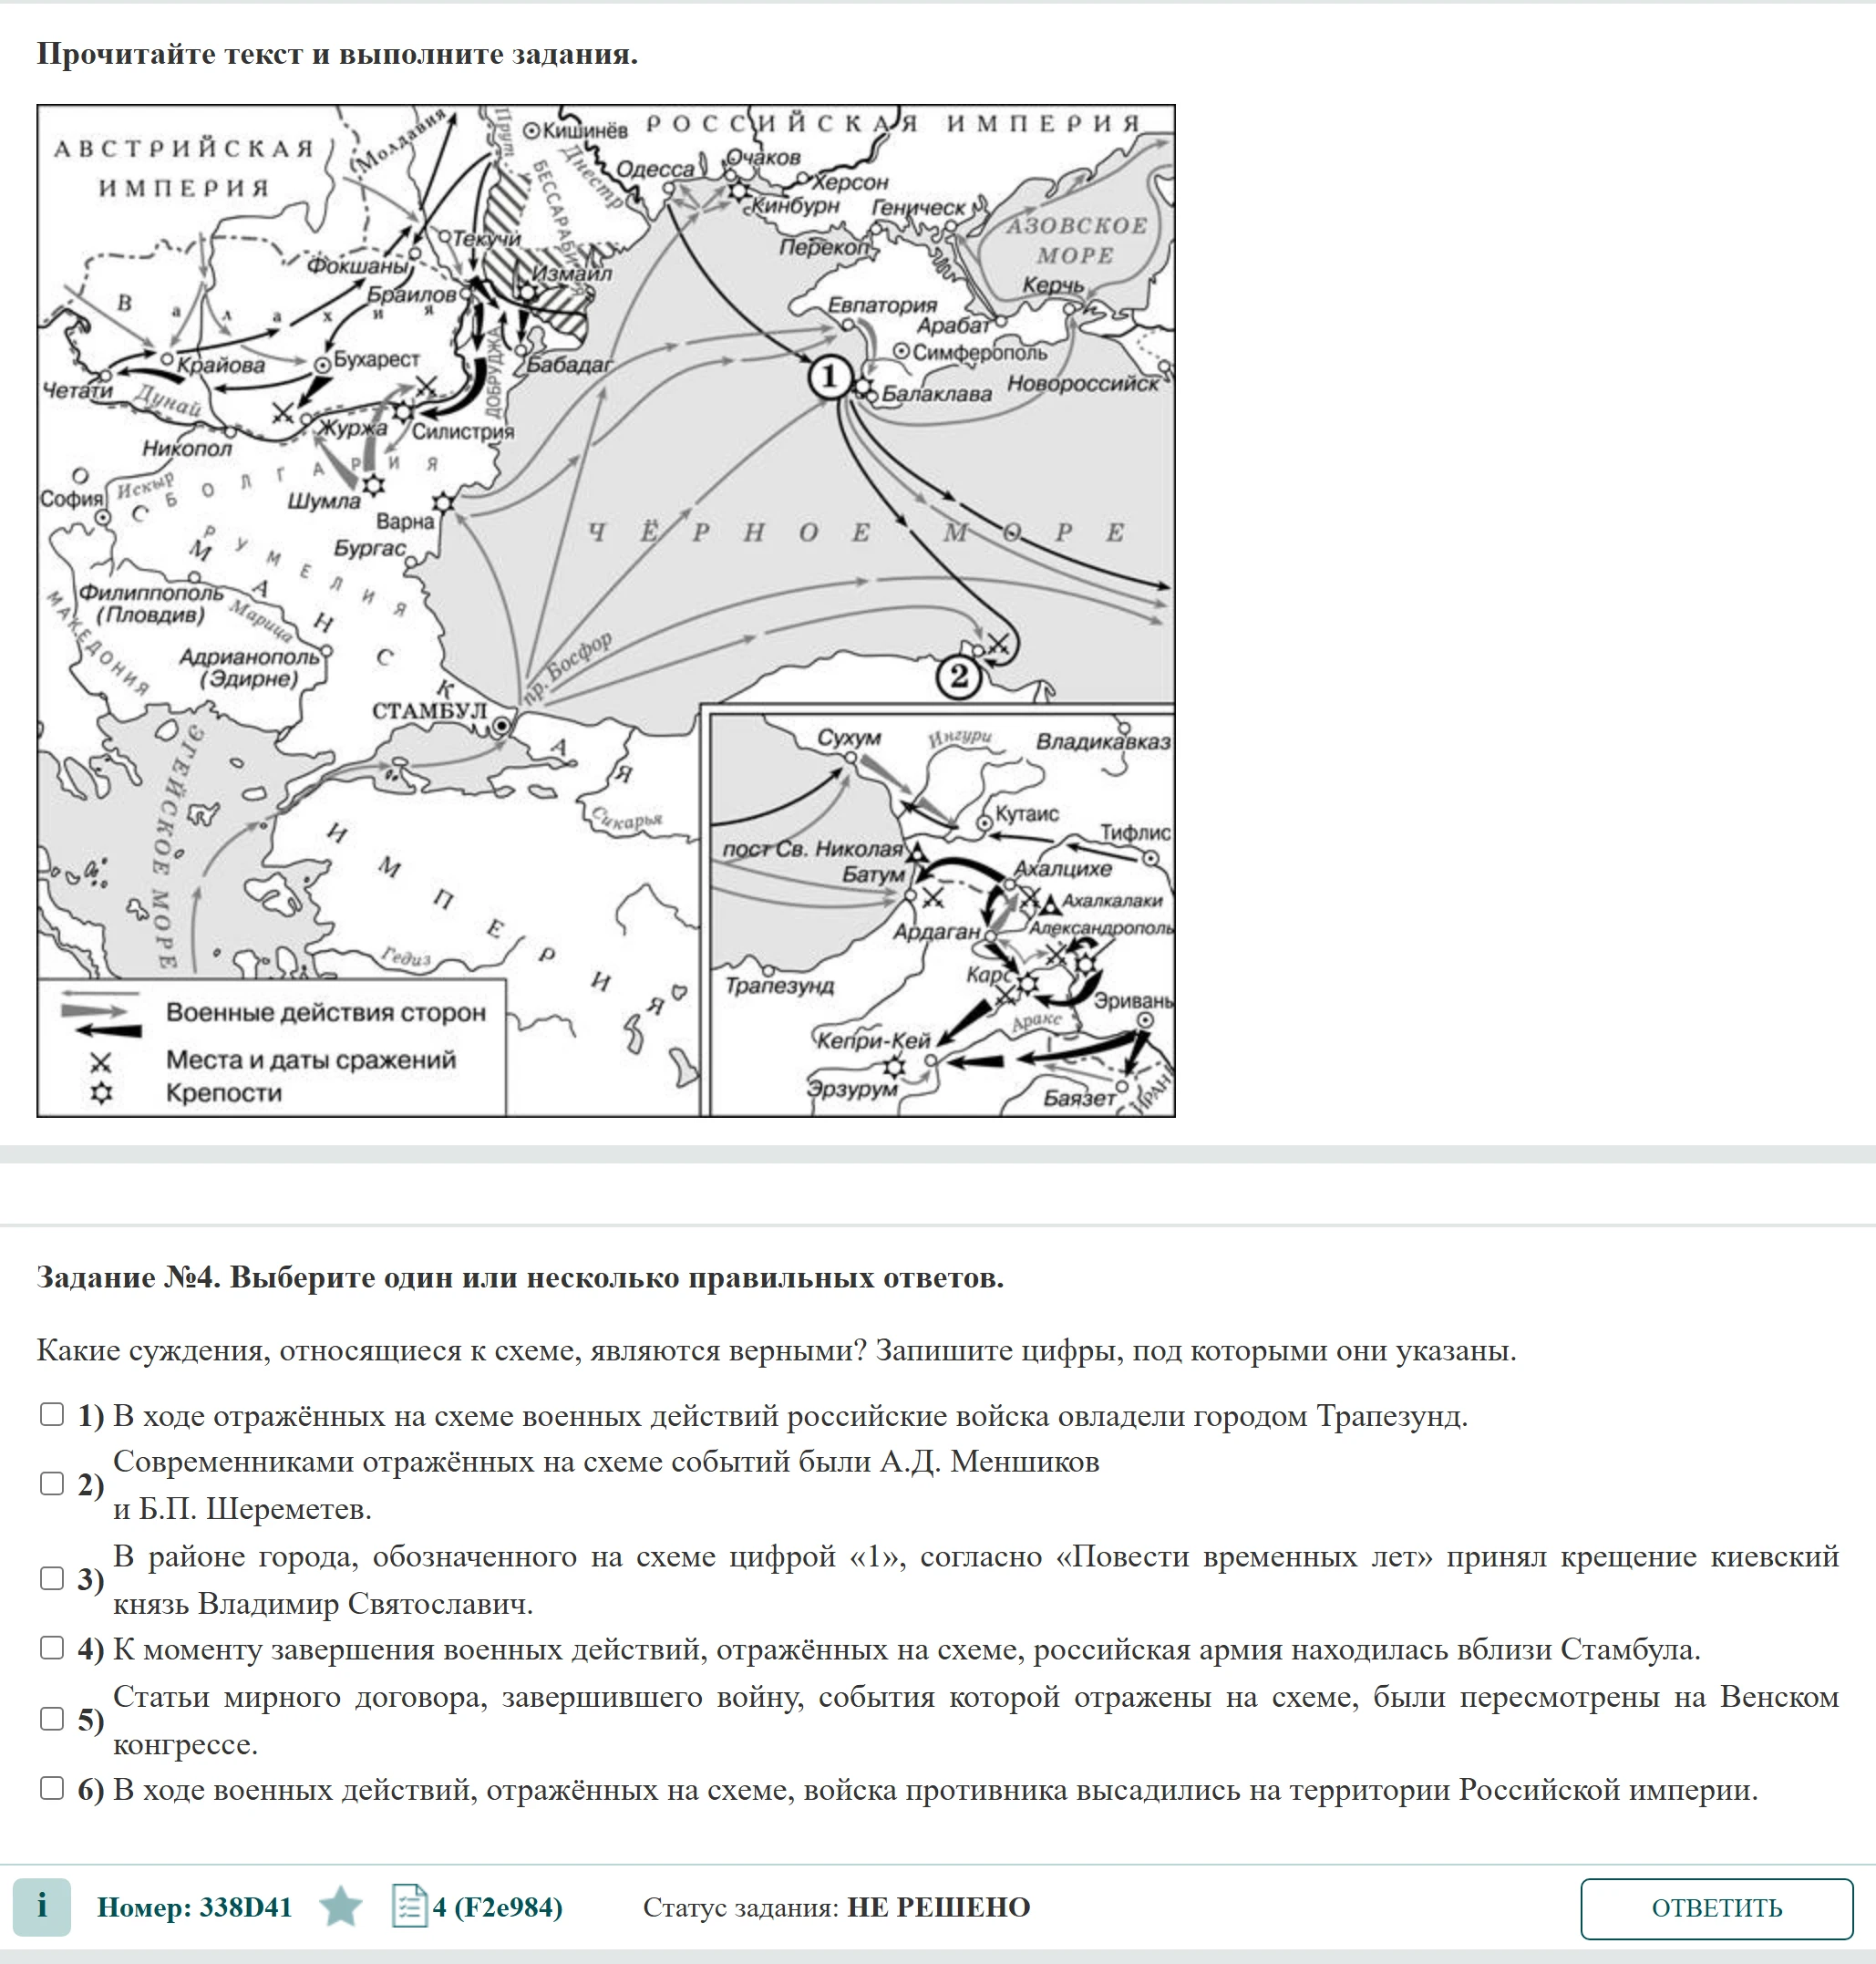 Прочитайте текст и выполните задания.
АВСТРИЙСКАЯ
ИМПЕРИЯ
Молдавия
Прут
Кишинёв
РОССИЙСКАЯ ИМПЕРИЯ
БЕССАРАБИЯ
Днестр
Одесса
Очаков
Херсон
Кинбурн
Геническ
Перекоп
АЗОВСКОЕ
МОРЕ
Керчь
Текучи
Фокшаны
Измаил
Браилов
Валахия
Евпатория
Арабат
Симферополь
Новороссийск
Балаклава
1
Крайова
Бухарест
ДОБРУДЖА
Бабадаг
Четати
Дунай
Журжа
Силистрия
Никопол
БОЛГАРИЯ
София
Искыр
Шумла
Варна
Бургас
РУМЕЛИЯ
ЧЁРНОЕ МОРЕ
Филиппополь
(Пловдив)
Марица
МАКЕДОНИЯ
Адрианополь
(Эдирне)
ОСМАНСКАЯ
ИМПЕРИЯ
СТАМБУЛ
пр. Босфор
2
ЭГЕЙСКОЕ МОРЕ
Сикарья
Гедиз
Сухум
Ингури
Владикавказ
Кутаис
Тифлис
пост Св. Николая
Батум
Ахалцихе
Ахалкалаки
Ардаган
Александрополь
Карс
Трапезунд
Эривань
Аракс
Кепри-Кей
Эрзурум
Баязет
ИРАН
Военные действия сторон
Места и даты сражений
Крепости
Задание №4. Выберите один или несколько правильных ответов.
Какие суждения, относящиеся к схеме, являются верными? Запишите цифры, под которыми они указаны.
1) В ходе отражённых на схеме военных действий российские войска овладели городом Трапезунд.
2) Современниками отражённых на схеме событий были А.Д. Меншиков
и Б.П. Шереметев.
3) В районе города, обозначенного на схеме цифрой «1», согласно «Повести временных лет» принял крещение киевский
князь Владимир Святославич.
4) К моменту завершения военных действий, отражённых на схеме, российская армия находилась вблизи Стамбула.
5) Статьи мирного договора, завершившего войну, события которой отражены на схеме, были пересмотрены на Венском
конгрессе.
6) В ходе военных действий, отражённых на схеме, войска противника высадились на территории Российской империи.
i
Номер: 338D41
4 (F2e984)
Статус задания: НЕ РЕШЕНО
ОТВЕТИТЬ